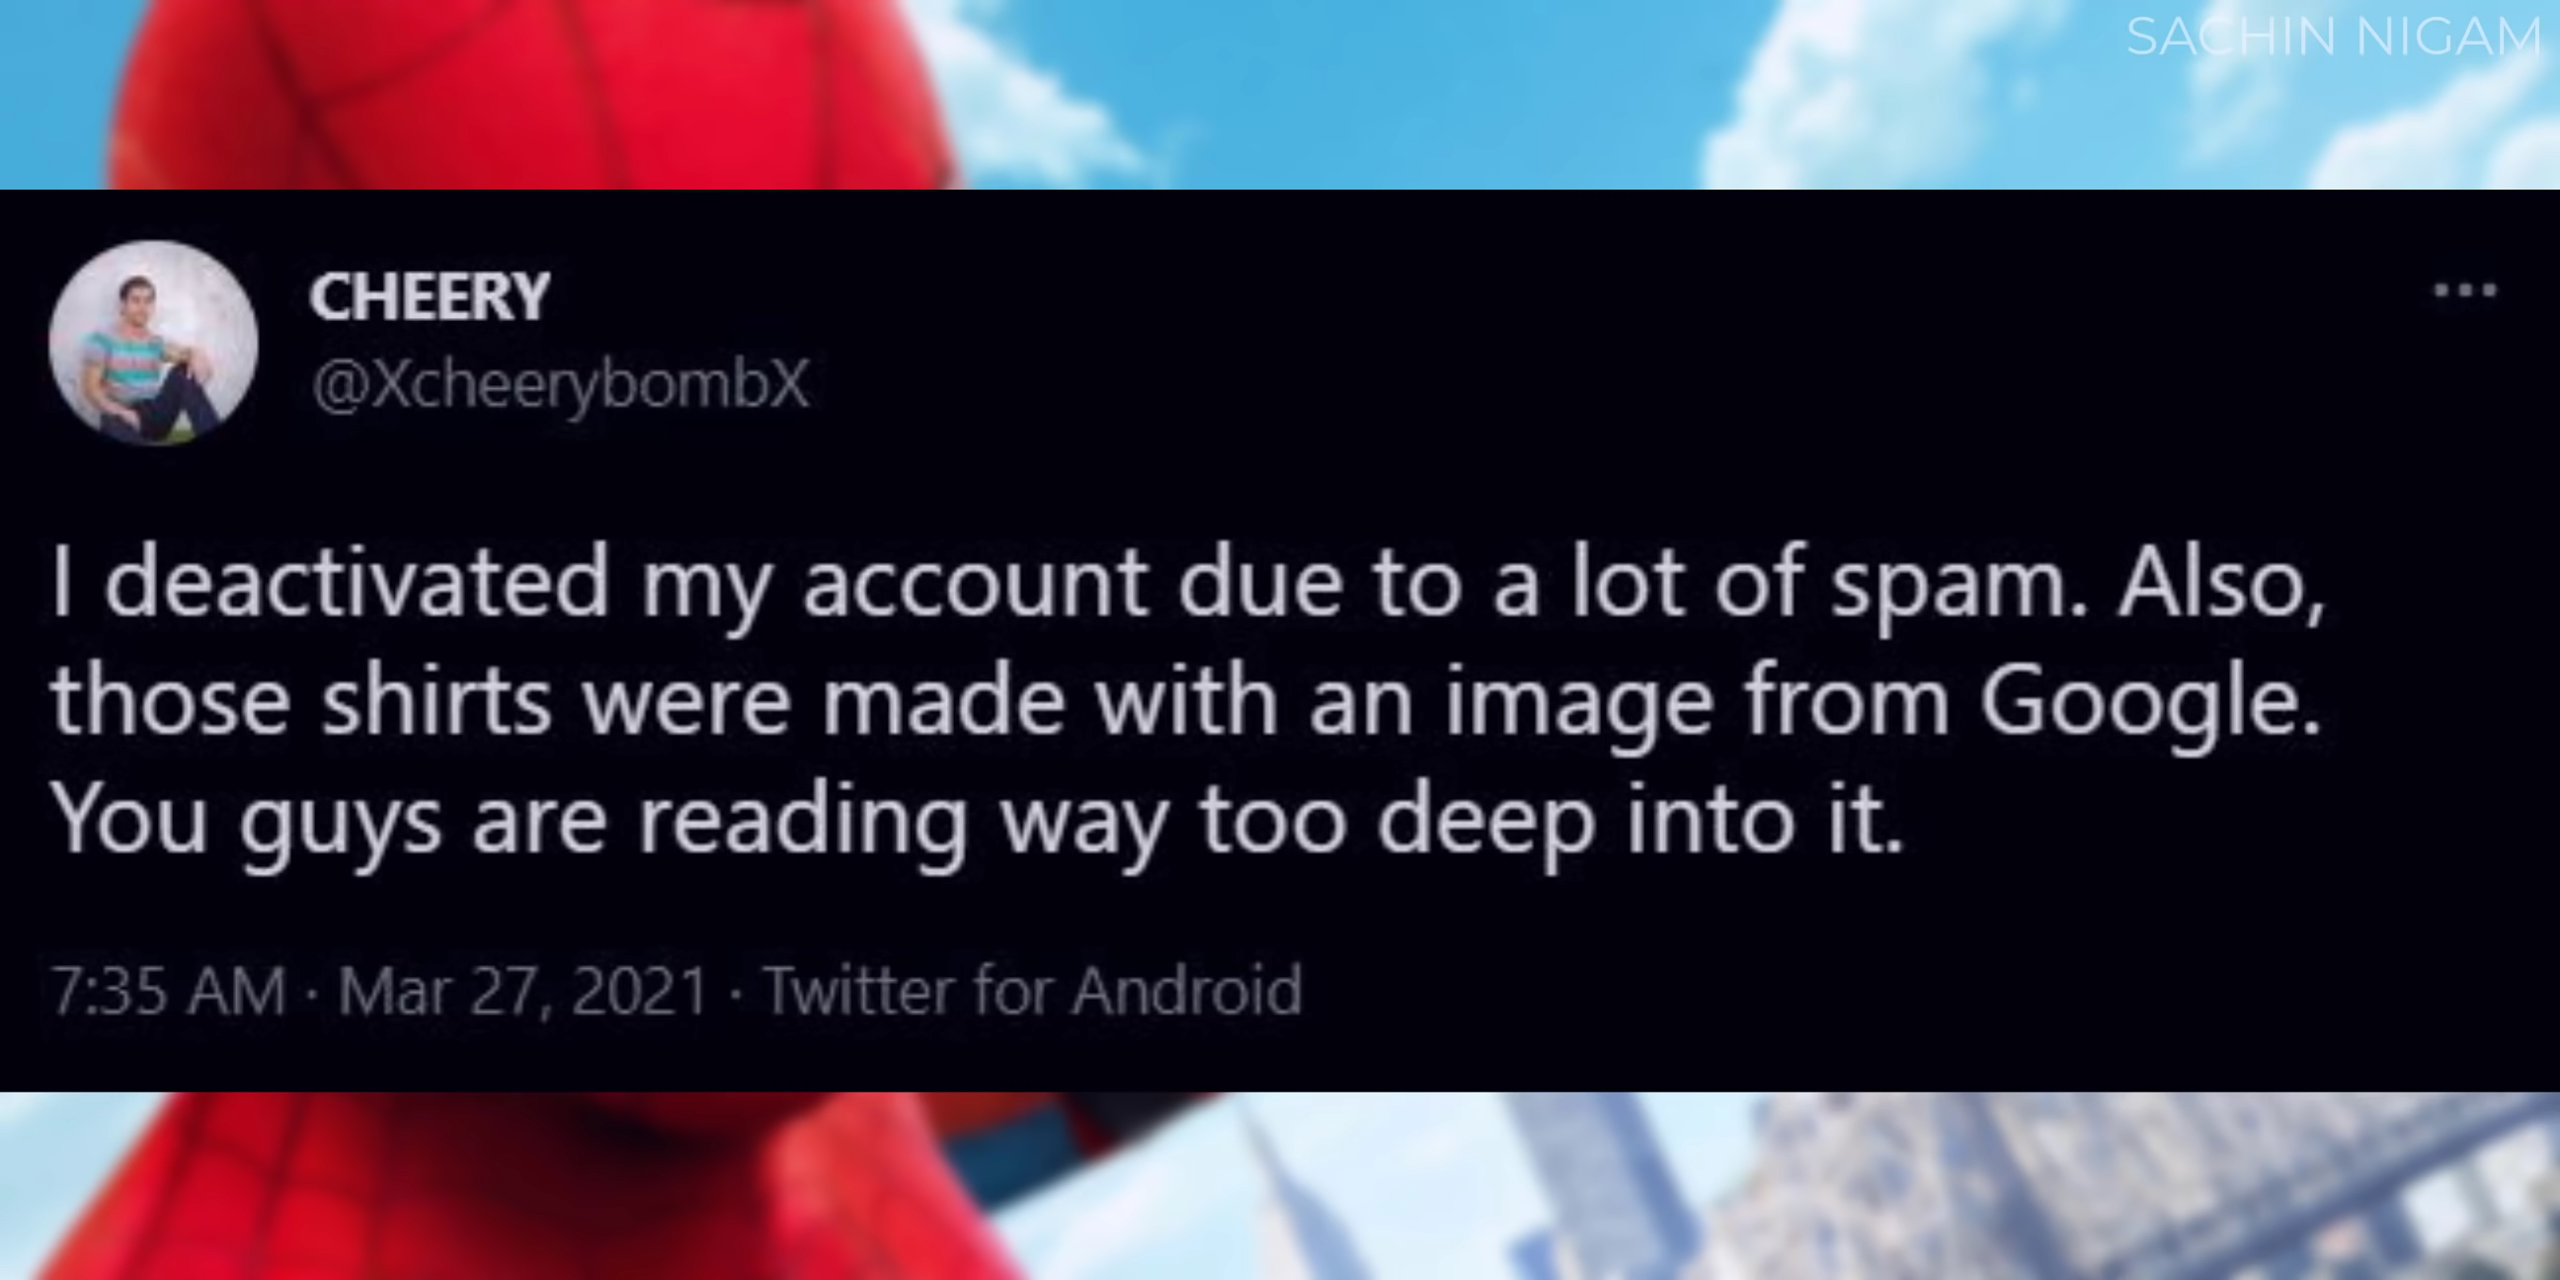 SACHIN NIGAM
CHEERY
@XcheerybombX
I deactivated my account due to a lot of spam. Also,
those shirts were made with an image from Google.
You guys are reading way too deep into it.
7:35 AM · Mar 27, 2021 · Twitter for Android